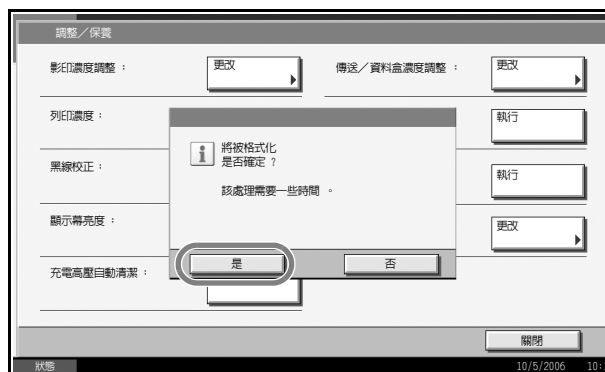 調整／保養
影印濃度調整：
更改
傳送／資料盒濃度調整：
更改
列印濃度：
執行
將被格式化
是否確定？
該處理需要一些時間。
黑線校正：
執行
顯示幕亮度：
更改
是
否
充電高壓自動清潔：
關閉
狀態
10/5/2006